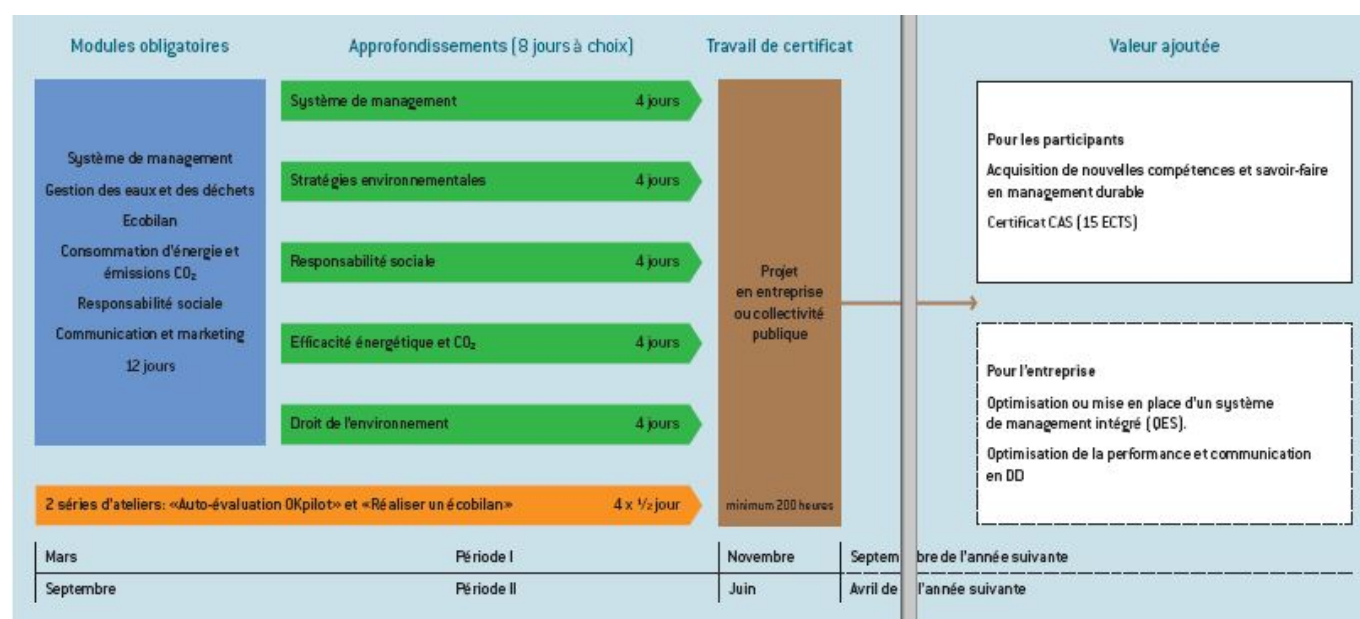 Modules obligatoires
Approfondissements (8 jours à choix)
Travail de certificat
Valeur ajoutée
Système de management
Gestion des eaux et des déchets
Ecobilan
Consommation d'énergie et
émissions CO₂
Responsabilité sociale
Communication et marketing
12 jours
Système de management 4 jours
Stratégies environnementales 4 jours
Responsabilité sociale 4 jours
Efficacité énergétique et CO₂ 4 jours
Droit de l'environnement 4 jours
2 séries d'ateliers: «Auto-évaluation OKpilot» et «Réaliser un écobilan» 4 x ½ jour
Projet
en entreprise
ou collectivité
publique
minimum 200 heures
Pour les participants
Acquisition de nouvelles compétences et savoir-faire
en management durable
Certificat CAS (15 ECTS)
Pour l'entreprise
Optimisation ou mise en place d'un système
de management intégré (QES).
Optimisation de la performance et communication
en DD
Mars Période I Novembre Septembre de l'année suivante
Septembre Période II Juin Avril de l'année suivante